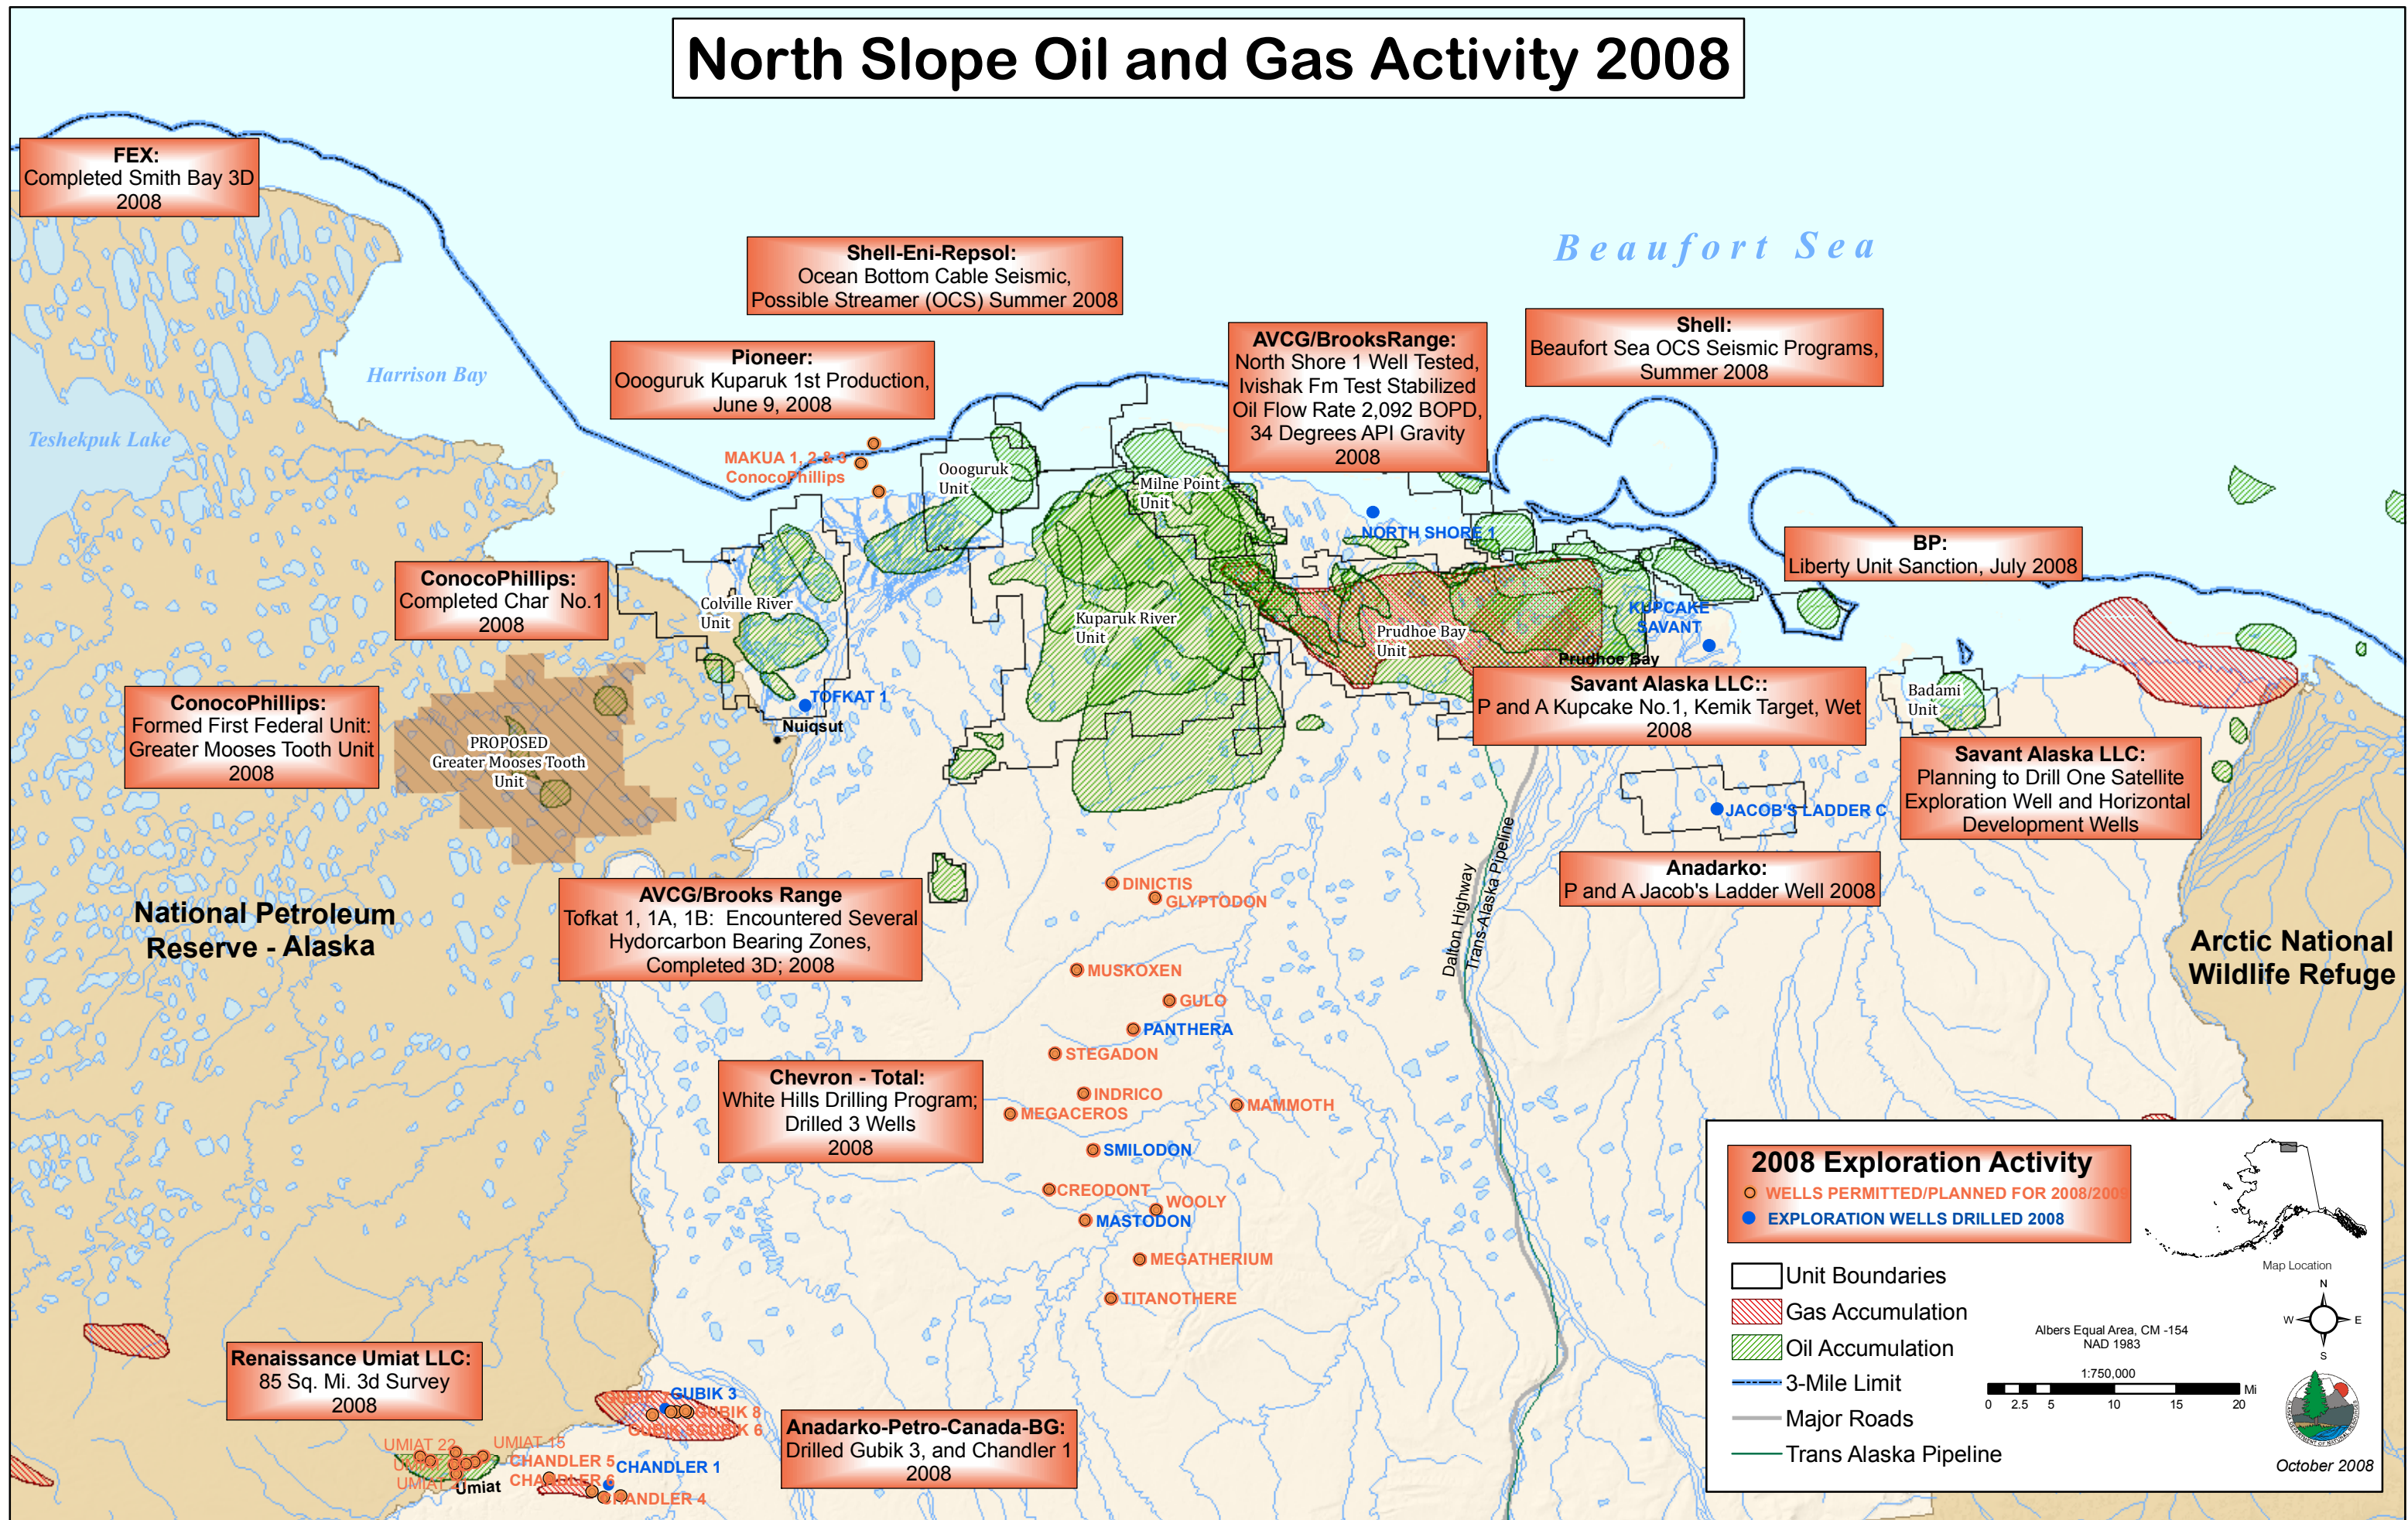 North Slope Oil and Gas Activity 2008
FEX:
Completed Smith Bay 3D
2008
Shell-Eni-Repsol:
Ocean Bottom Cable Seismic,
Possible Streamer (OCS) Summer 2008
Beaufort Sea
Pioneer:
Oooguruk Kuparuk 1st Production,
June 9, 2008
AVCG/BrooksRange:
North Shore 1 Well Tested,
Ivishak Fm Test Stabilized
Oil Flow Rate 2,092 BOPD,
34 Degrees API Gravity
2008
Shell:
Beaufort Sea OCS Seismic Programs,
Summer 2008
Harrison Bay
Teshekpuk Lake
MAKUA 1, 2 & 3
ConocoPhillips
Oooguruk
Unit
Milne Point
Unit
NORTH SHORE 1
BP:
Liberty Unit Sanction, July 2008
ConocoPhillips:
Completed Char No.1
2008
Colville River
Unit
Kuparuk River
Unit
Prudhoe Bay
Unit
KUPCAKE
SAVANT
Prudhoe Bay
Savant Alaska LLC::
P and A Kupcake No.1, Kemik Target, Wet
2008
Badami
Unit
ConocoPhillips:
Formed First Federal Unit:
Greater Mooses Tooth Unit
2008
PROPOSED
Greater Mooses Tooth
Unit
TOFKAT 1
Nuiqsut
Savant Alaska LLC:
Planning to Drill One Satellite
Exploration Well and Horizontal
Development Wells
JACOB'S LADDER C
Anadarko:
P and A Jacob's Ladder Well 2008
Dalton Highway
Trans-Alaska Pipeline
AVCG/Brooks Range
Tofkat 1, 1A, 1B: Encountered Several
Hydorcarbon Bearing Zones,
Completed 3D; 2008
National Petroleum
Reserve - Alaska
Arctic National
Wildlife Refuge
DINICTIS
GLYPTODON
MUSKOXEN
GULO
PANTHERA
STEGADON
INDRICO
MEGACEROS
MAMMOTH
SMILODON
CREODONT
WOOLY
MASTODON
MEGATHERIUM
TITANOTHERE
Chevron - Total:
White Hills Drilling Program;
Drilled 3 Wells
2008
Renaissance Umiat LLC:
85 Sq. Mi. 3d Survey
2008
GUBIK 3
GUBIK 8
GUBIK 6
Anadarko-Petro-Canada-BG:
Drilled Gubik 3, and Chandler 1
2008
UMIAT 22
UMIAT 15
CHANDLER 5
CHANDLER 6
CHANDLER 1
CHANDLER 4
Umiat
2008 Exploration Activity
WELLS PERMITTED/PLANNED FOR 2008/2009
EXPLORATION WELLS DRILLED 2008
Unit Boundaries
Gas Accumulation
Oil Accumulation
3-Mile Limit
Major Roads
Trans Alaska Pipeline
Map Location
N
W E
S
Albers Equal Area, CM -154
NAD 1983
1:750,000
Mi
0 2.5 5 10 15 20
October 2008